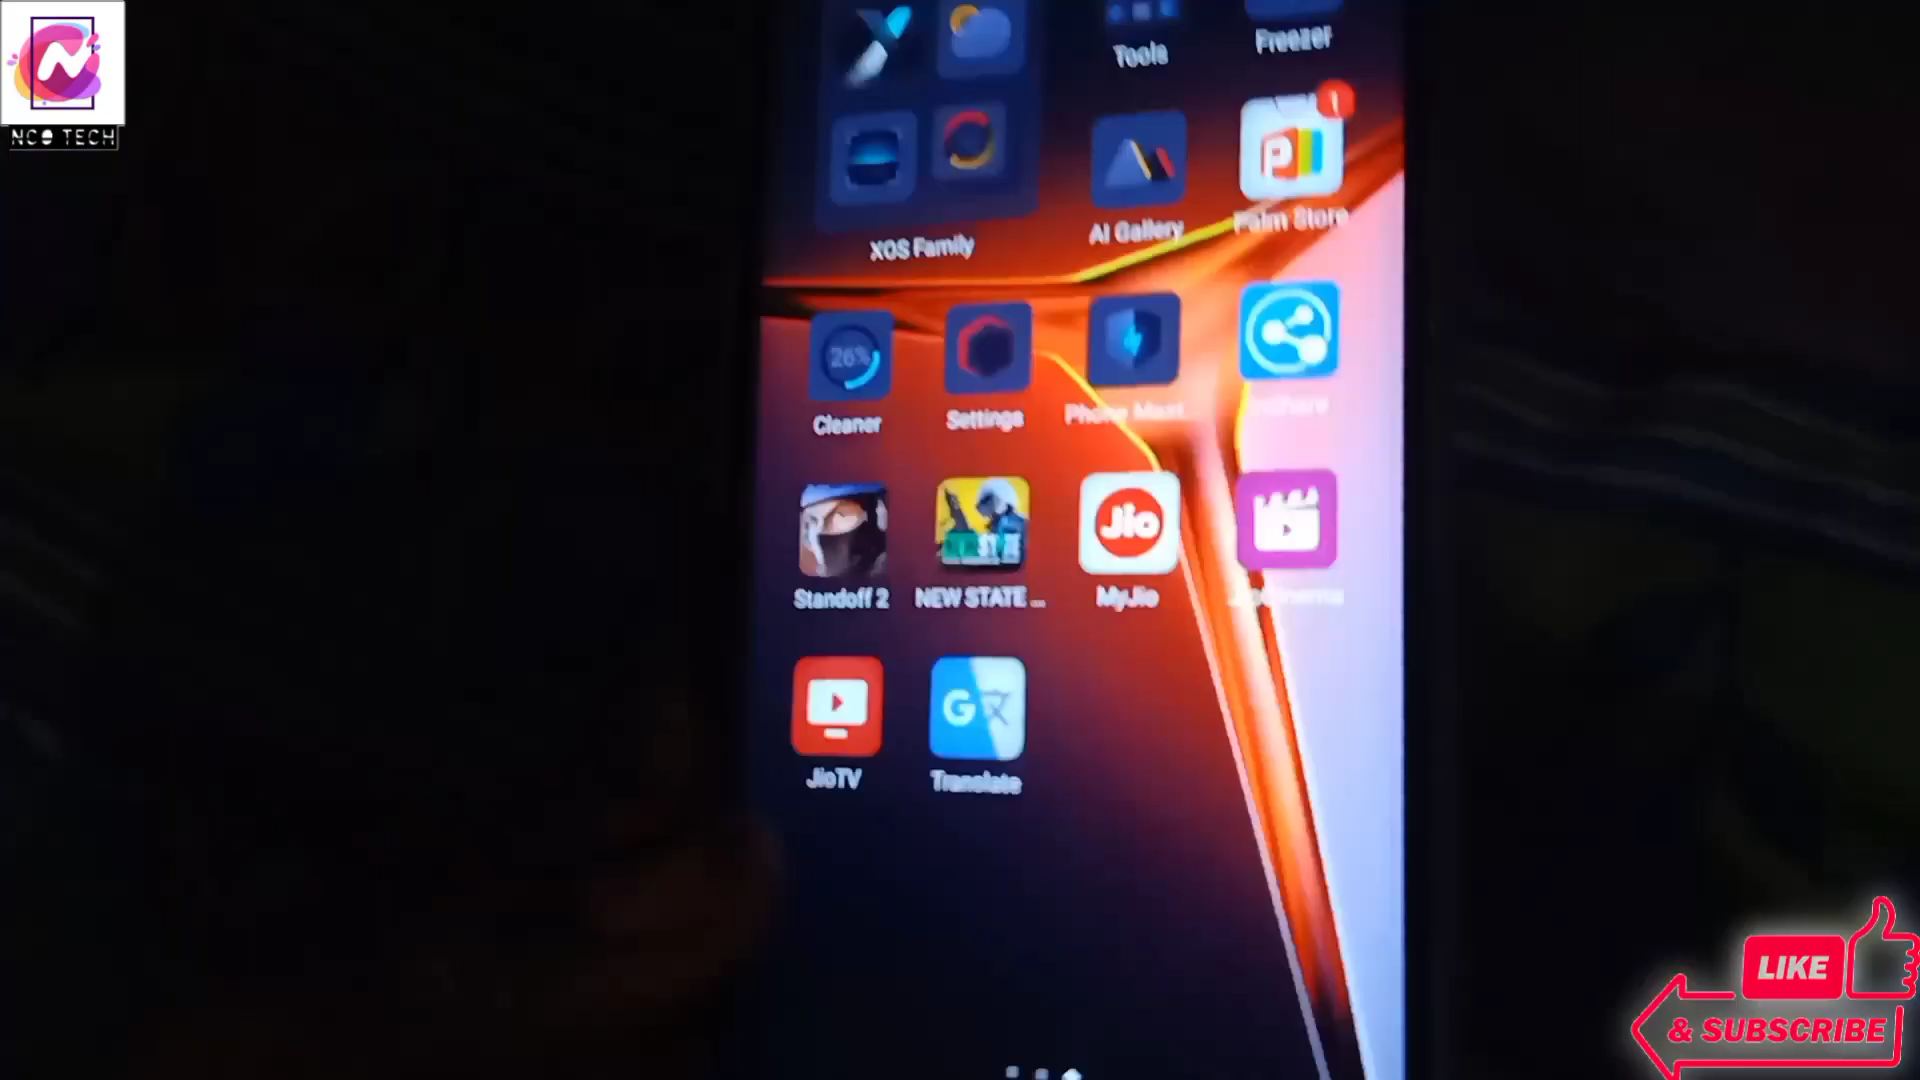 NCO TECH
Tools
Freezer
1
P
XOS Family
AI Gallery
Palm Store
26%
Cleaner
Settings
Jio
Standoff 2
NEW STATE ...
MyJio
G
JioTV
Translate
LIKE
& SUBSCRIBE